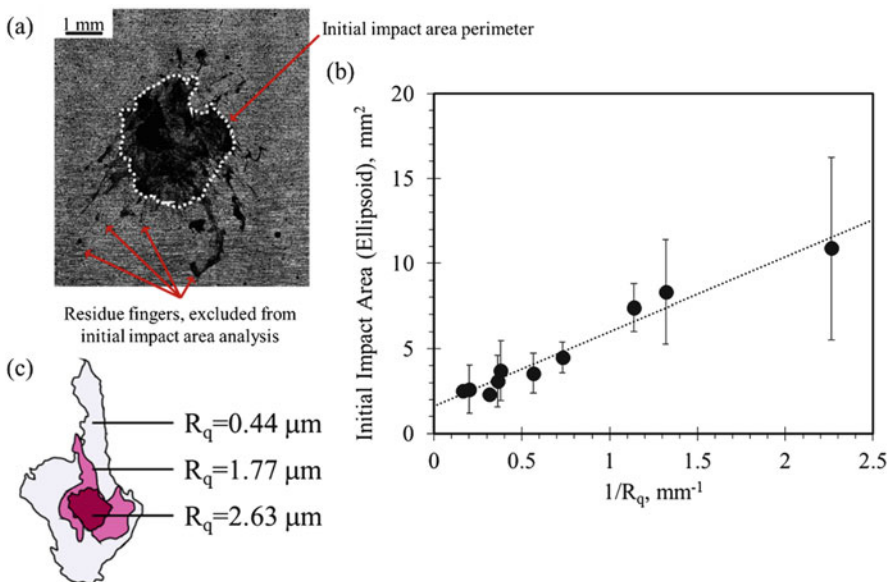 (a)
1 mm
Initial impact area perimeter
Residue fingers, excluded from
initial impact area analysis
(b)
Initial Impact Area (Ellipsoid), mm²
20
15
10
5
0
0
0.5
1
1.5
2
2.5
1/Rq, mm⁻¹
(c)
Rq=0.44 μm
Rq=1.77 μm
Rq=2.63 μm